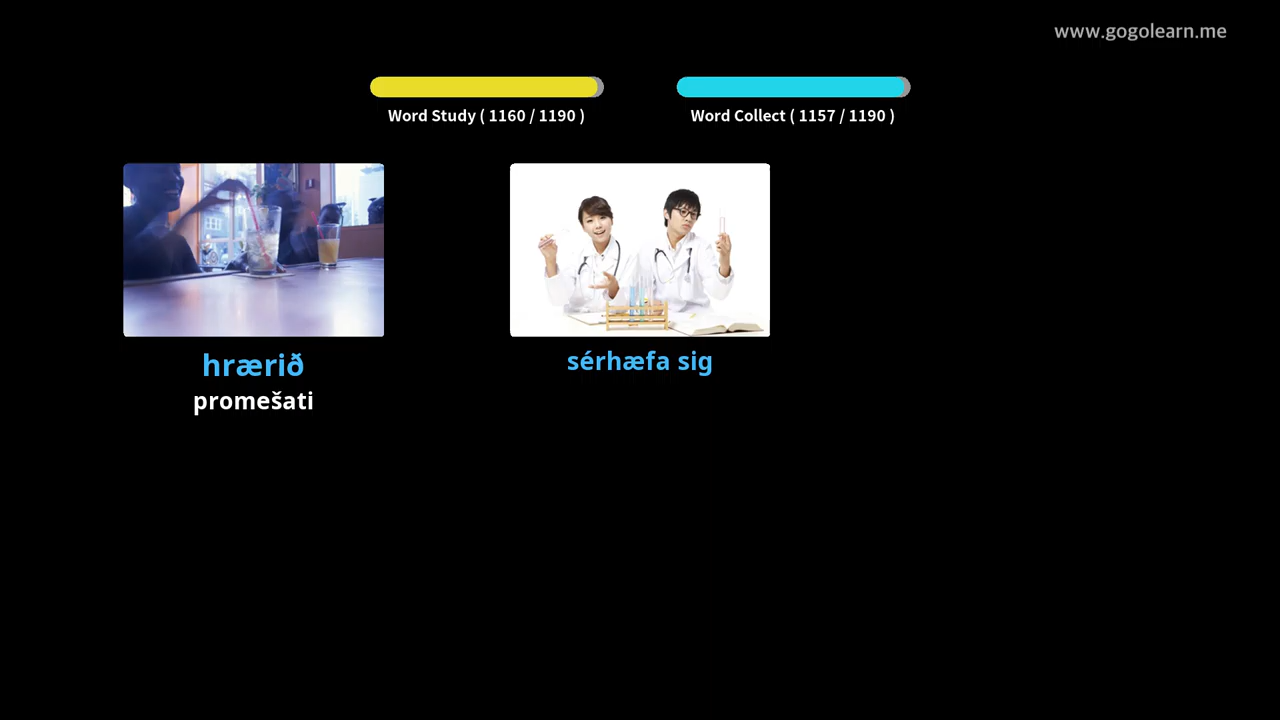 www.gogolearn.me
Word Study ( 1160 / 1190 )
Word Collect ( 1157 / 1190 )
hrærið
promešati
sérhæfa sig